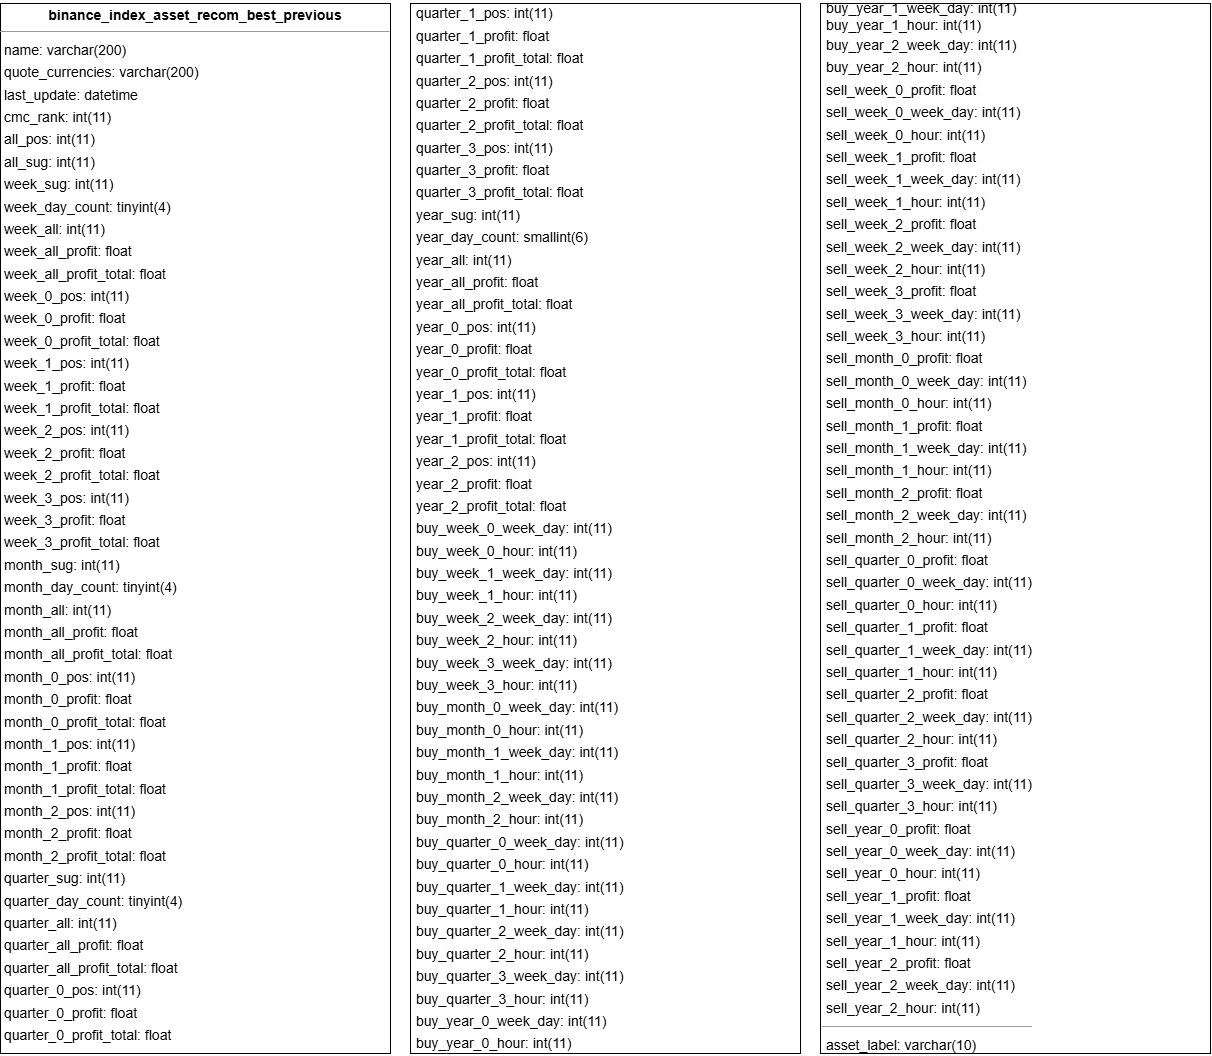 binance_index_asset_recom_best_previous
name: varchar(200)
quote_currencies: varchar(200)
last_update: datetime
cmc_rank: int(11)
all_pos: int(11)
all_sug: int(11)
week_sug: int(11)
week_day_count: tinyint(4)
week_all: int(11)
week_all_profit: float
week_all_profit_total: float
week_0_pos: int(11)
week_0_profit: float
week_0_profit_total: float
week_1_pos: int(11)
week_1_profit: float
week_1_profit_total: float
week_2_pos: int(11)
week_2_profit: float
week_2_profit_total: float
week_3_pos: int(11)
week_3_profit: float
week_3_profit_total: float
month_sug: int(11)
month_day_count: tinyint(4)
month_all: int(11)
month_all_profit: float
month_all_profit_total: float
month_0_pos: int(11)
month_0_profit: float
month_0_profit_total: float
month_1_pos: int(11)
month_1_profit: float
month_1_profit_total: float
month_2_pos: int(11)
month_2_profit: float
month_2_profit_total: float
quarter_sug: int(11)
quarter_day_count: tinyint(4)
quarter_all: int(11)
quarter_all_profit: float
quarter_all_profit_total: float
quarter_0_pos: int(11)
quarter_0_profit: float
quarter_0_profit_total: float
quarter_1_pos: int(11)
quarter_1_profit: float
quarter_1_profit_total: float
quarter_2_pos: int(11)
quarter_2_profit: float
quarter_2_profit_total: float
quarter_3_pos: int(11)
quarter_3_profit: float
quarter_3_profit_total: float
year_sug: int(11)
year_day_count: smallint(6)
year_all: int(11)
year_all_profit: float
year_all_profit_total: float
year_0_pos: int(11)
year_0_profit: float
year_0_profit_total: float
year_1_pos: int(11)
year_1_profit: float
year_1_profit_total: float
year_2_pos: int(11)
year_2_profit: float
year_2_profit_total: float
buy_week_0_week_day: int(11)
buy_week_0_hour: int(11)
buy_week_1_week_day: int(11)
buy_week_1_hour: int(11)
buy_week_2_week_day: int(11)
buy_week_2_hour: int(11)
buy_week_3_week_day: int(11)
buy_week_3_hour: int(11)
buy_month_0_week_day: int(11)
buy_month_0_hour: int(11)
buy_month_1_week_day: int(11)
buy_month_1_hour: int(11)
buy_month_2_week_day: int(11)
buy_month_2_hour: int(11)
buy_quarter_0_week_day: int(11)
buy_quarter_0_hour: int(11)
buy_quarter_1_week_day: int(11)
buy_quarter_1_hour: int(11)
buy_quarter_2_week_day: int(11)
buy_quarter_2_hour: int(11)
buy_quarter_3_week_day: int(11)
buy_quarter_3_hour: int(11)
buy_year_0_week_day: int(11)
buy_year_0_hour: int(11)
buy_year_1_week_day: int(11)
buy_year_1_hour: int(11)
buy_year_2_week_day: int(11)
buy_year_2_hour: int(11)
sell_week_0_profit: float
sell_week_0_week_day: int(11)
sell_week_0_hour: int(11)
sell_week_1_profit: float
sell_week_1_week_day: int(11)
sell_week_1_hour: int(11)
sell_week_2_profit: float
sell_week_2_week_day: int(11)
sell_week_2_hour: int(11)
sell_week_3_profit: float
sell_week_3_week_day: int(11)
sell_week_3_hour: int(11)
sell_month_0_profit: float
sell_month_0_week_day: int(11)
sell_month_0_hour: int(11)
sell_month_1_profit: float
sell_month_1_week_day: int(11)
sell_month_1_hour: int(11)
sell_month_2_profit: float
sell_month_2_week_day: int(11)
sell_month_2_hour: int(11)
sell_quarter_0_profit: float
sell_quarter_0_week_day: int(11)
sell_quarter_0_hour: int(11)
sell_quarter_1_profit: float
sell_quarter_1_week_day: int(11)
sell_quarter_1_hour: int(11)
sell_quarter_2_profit: float
sell_quarter_2_week_day: int(11)
sell_quarter_2_hour: int(11)
sell_quarter_3_profit: float
sell_quarter_3_week_day: int(11)
sell_quarter_3_hour: int(11)
sell_year_0_profit: float
sell_year_0_week_day: int(11)
sell_year_0_hour: int(11)
sell_year_1_profit: float
sell_year_1_week_day: int(11)
sell_year_1_hour: int(11)
sell_year_2_profit: float
sell_year_2_week_day: int(11)
sell_year_2_hour: int(11)
asset_label: varchar(10)